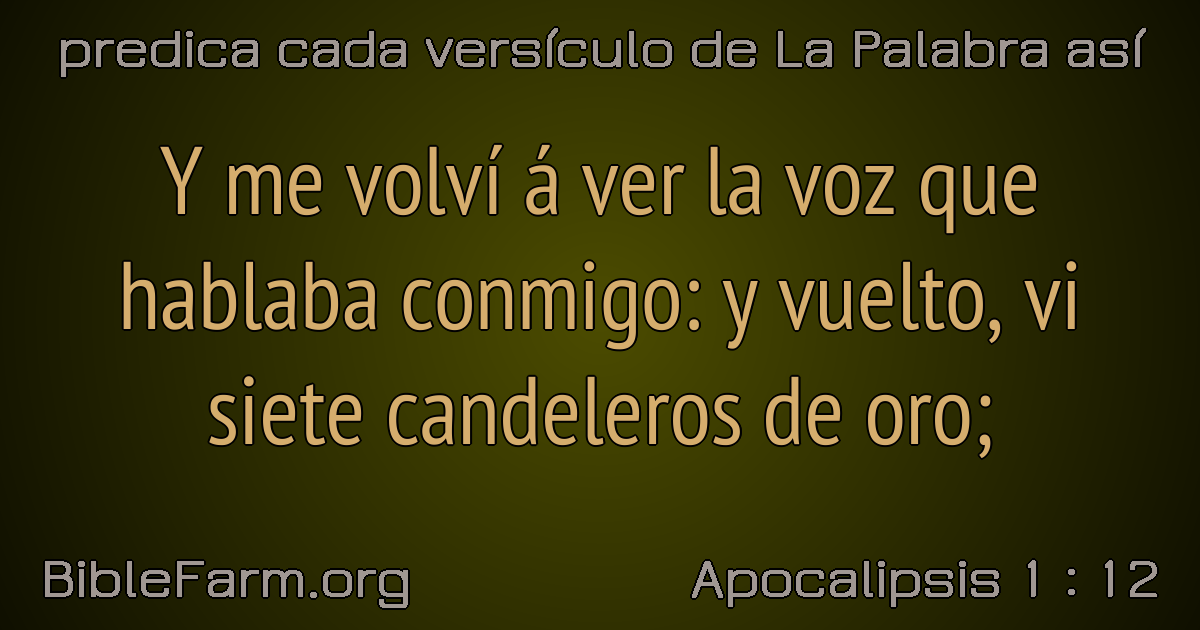 predica cada versículo de La Palabra así
Y me volví á ver la voz que
hablaba conmigo: y vuelto, vi
siete candeleros de oro;
BibleFarm.org
Apocalipsis 1 : 12